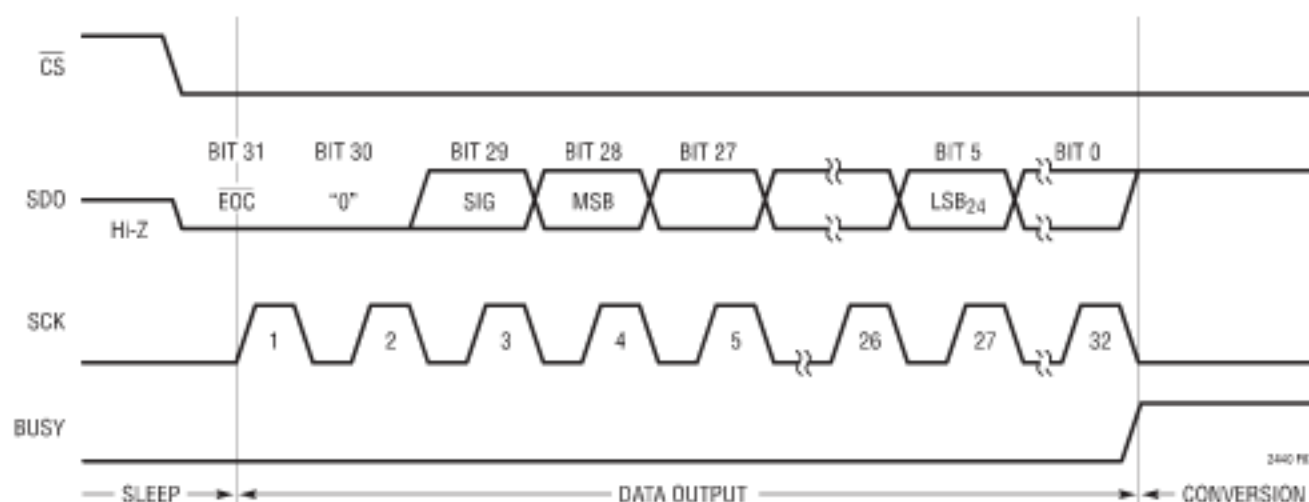 CS
BIT 31 BIT 30 BIT 29 BIT 28 BIT 27 BIT 5 BIT 0
SDO EOC "0" SIG MSB LSB24
Hi-Z
SCK 1 2 3 4 5 26 27 32
BUSY
2440
SLEEP DATA OUTPUT CONVERSION